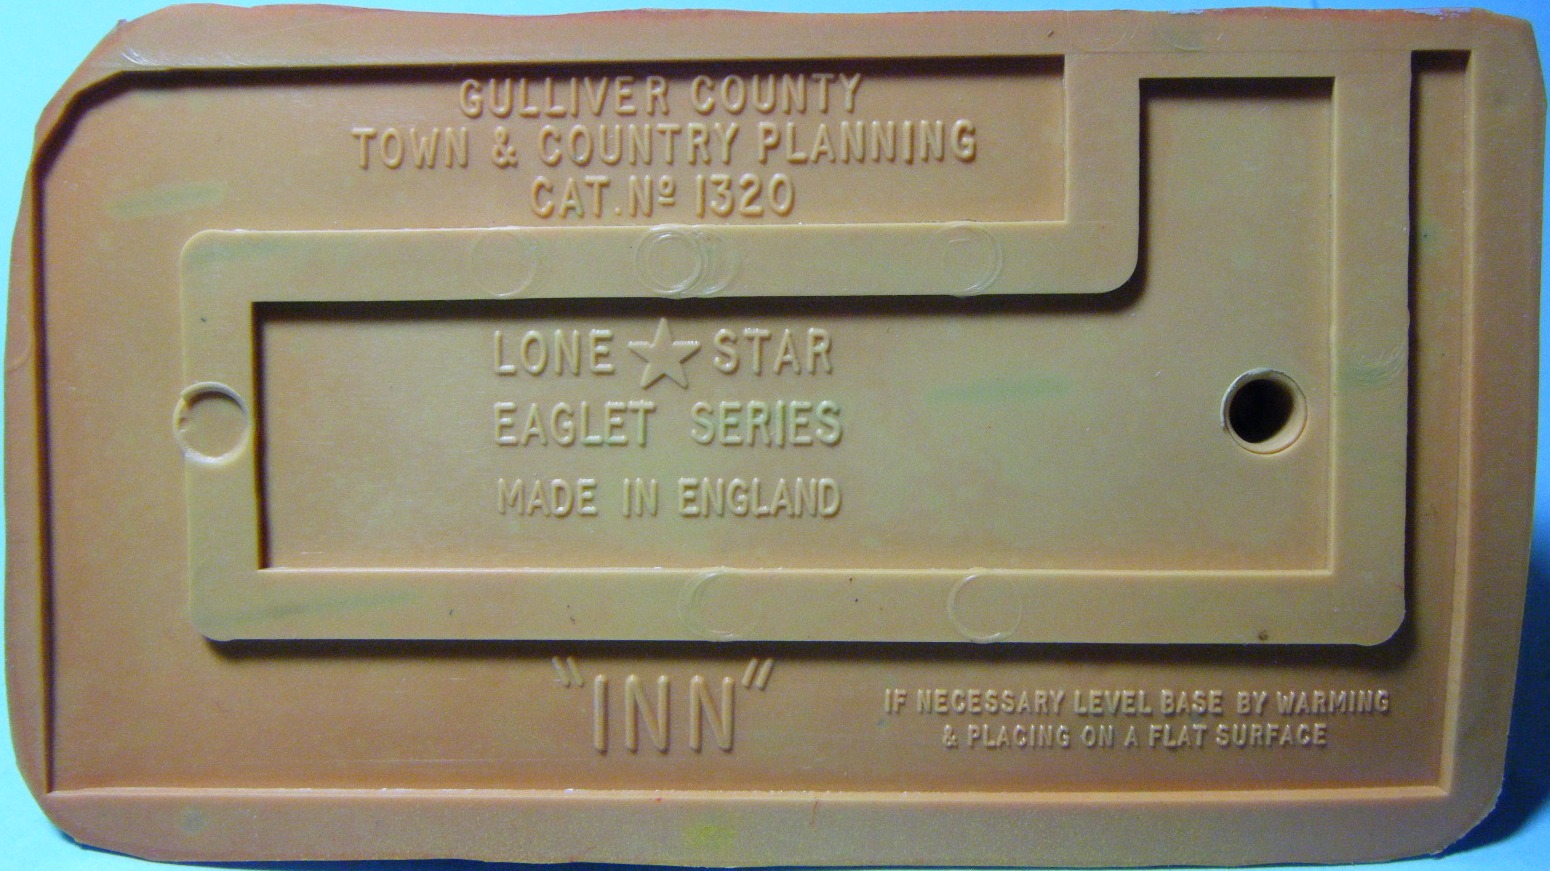 GULLIVER COUNTY
TOWN & COUNTRY PLANNING
CAT. Nº 1320
LONE ☆ STAR
EAGLET SERIES
MADE IN ENGLAND
"INN"
IF NECESSARY LEVEL BASE BY WARMING
& PLACING ON A FLAT SURFACE